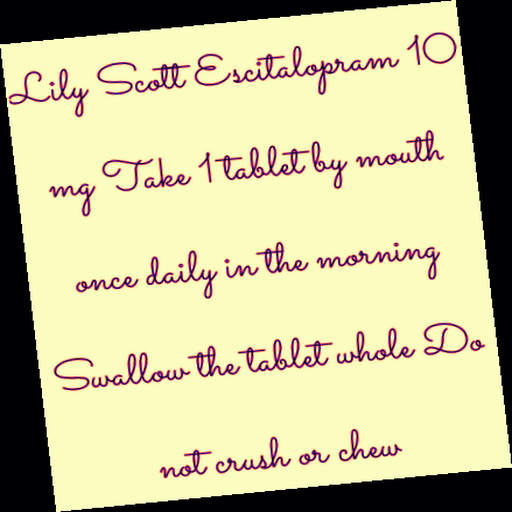 Lily Scott Escitalopram 10
mg Take 1 tablet by mouth
once daily in the morning
Swallow the tablet whole Do
not crush or chew